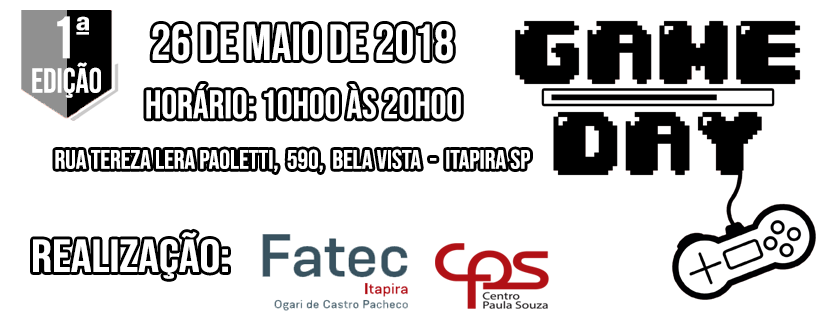 1ª
EDIÇÃO
26 DE MAIO DE 2018
HORÁRIO: 10H00 ÀS 20H00
RUA TEREZA LERA PAOLETTI, 590, BELA VISTA - ITAPIRA SP
GAME
DAY
REALIZAÇÃO:
Fatec
Itapira
Ogari de Castro Pacheco
cps
Centro
Paula Souza